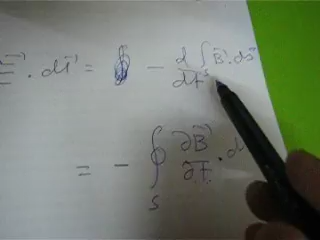 E⃗ . dl⃗ = − d/dt ∫s B⃗ . ds⃗
= − ∮s ∂B⃗/∂t . d